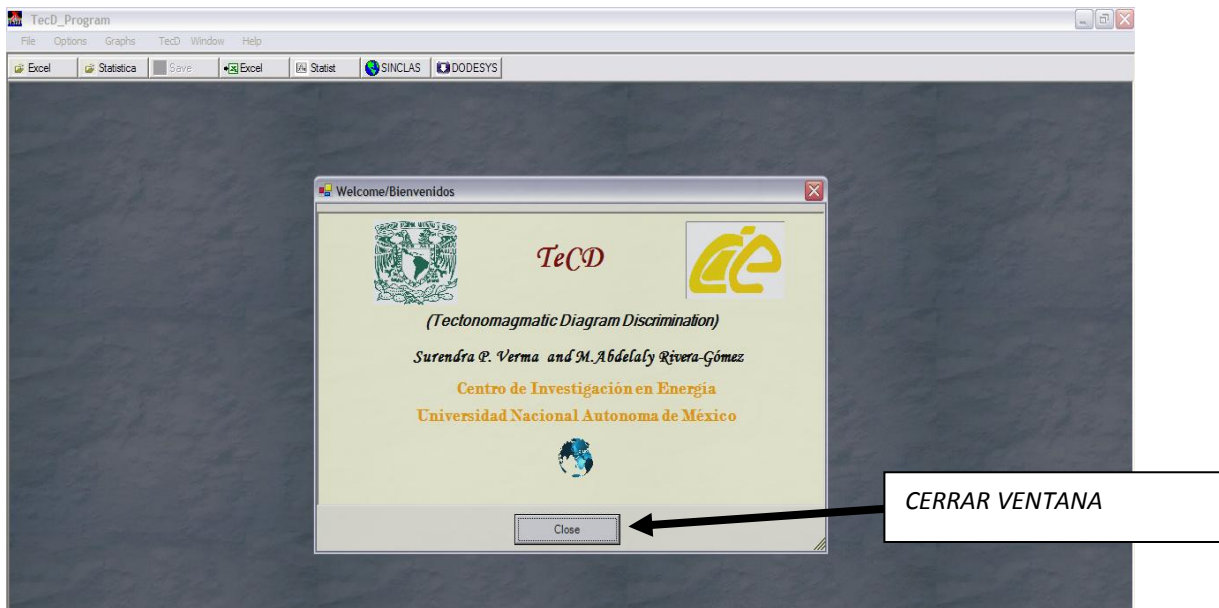 TecD_Program
File Options Graphs TecD Window Help
Excel Statistica Save Excel Statist SINCLAS DODESYS
Welcome/Bienvenidos
TeCD
(Tectonomagmatic Diagram Discrimination)
Surendra P. Verma and M. Abdelaly Rivera-Gómez
Centro de Investigación en Energía
Universidad Nacional Autonoma de México
CERRAR VENTANA
Close